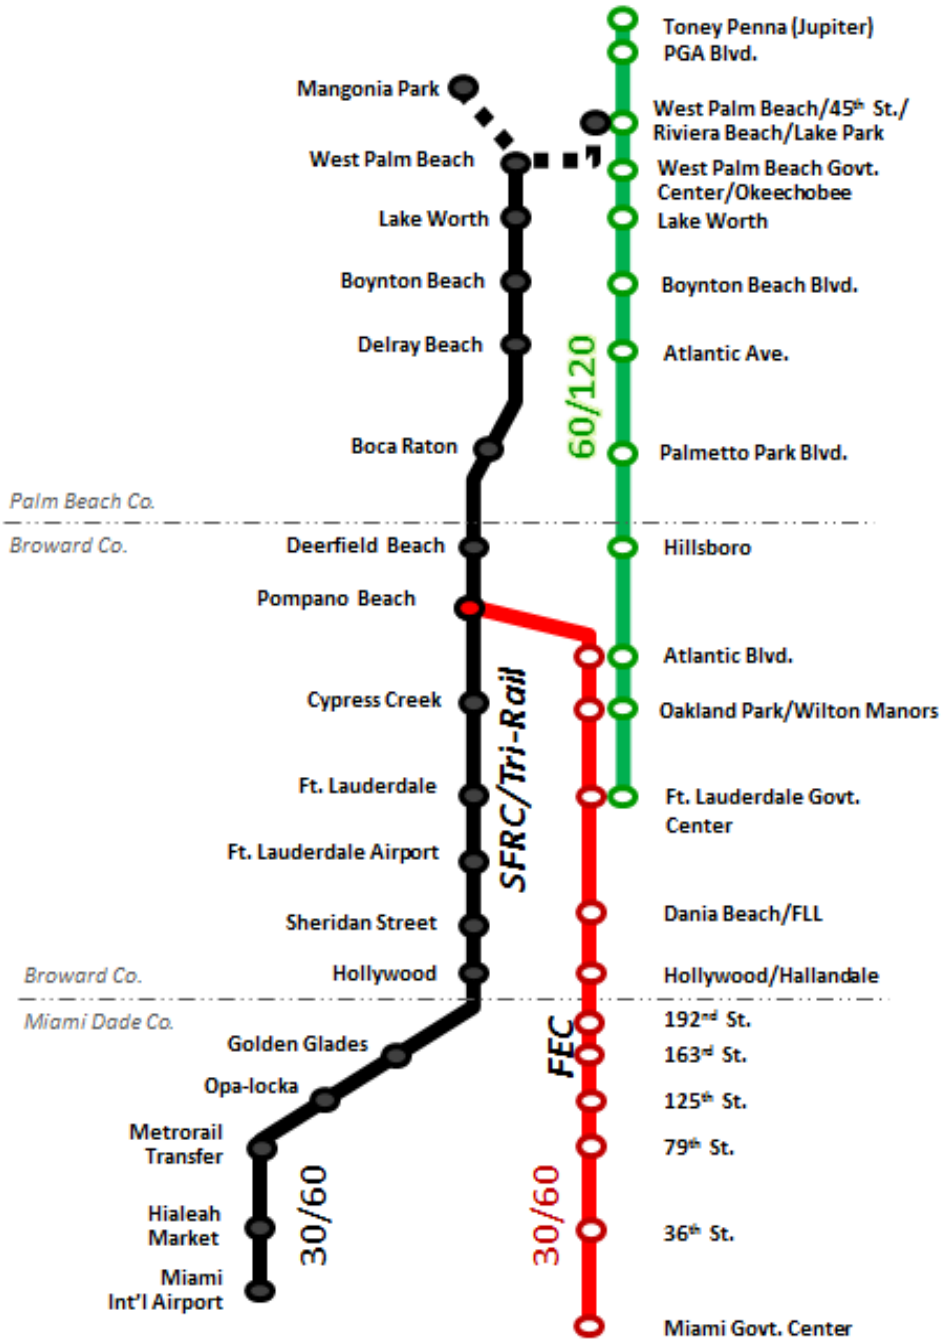 Toney Penna (Jupiter)
PGA Blvd.
Mangonia Park
West Palm Beach/45th St./
Riviera Beach/Lake Park
West Palm Beach
West Palm Beach Govt.
Center/Okeechobee
Lake Worth
Lake Worth
Boynton Beach
Boynton Beach Blvd.
Delray Beach
Atlantic Ave.
60/120
Boca Raton
Palmetto Park Blvd.
Palm Beach Co.
Broward Co.
Deerfield Beach
Hillsboro
Pompano Beach
Atlantic Blvd.
Cypress Creek
Oakland Park/Wilton Manors
SFRC/Tri-Rail
Ft. Lauderdale
Ft. Lauderdale Govt.
Center
Ft. Lauderdale Airport
Sheridan Street
Dania Beach/FLL
Broward Co.
Hollywood
Hollywood/Hallandale
Miami Dade Co.
192nd St.
Golden Glades
FEC
163rd St.
Opa-locka
125th St.
Metrorail
Transfer
79th St.
Hialeah
Market
30/60
30/60
36th St.
Miami
Int'l Airport
Miami Govt. Center